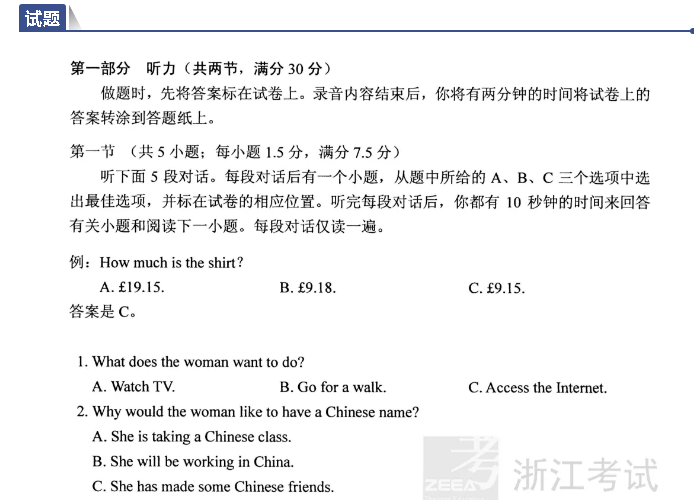 试题
第一部分 听力（共两节，满分 30 分）
做题时，先将答案标在试卷上。录音内容结束后，你将有两分钟的时间将试卷上的
答案转涂到答题纸上。
第一节 （共 5 小题；每小题 1.5 分，满分 7.5 分）
听下面 5 段对话。每段对话后有一个小题，从题中所给的 A、B、C 三个选项中选
出最佳选项，并标在试卷的相应位置。听完每段对话后，你都有 10 秒钟的时间来回答
有关小题和阅读下一小题。每段对话仅读一遍。
例：How much is the shirt?
A. £19.15. B. £9.18. C. £9.15.
答案是 C。
1. What does the woman want to do?
A. Watch TV. B. Go for a walk. C. Access the Internet.
2. Why would the woman like to have a Chinese name?
A. She is taking a Chinese class.
B. She will be working in China.
C. She has made some Chinese friends.
考
ZEEA 浙江考试